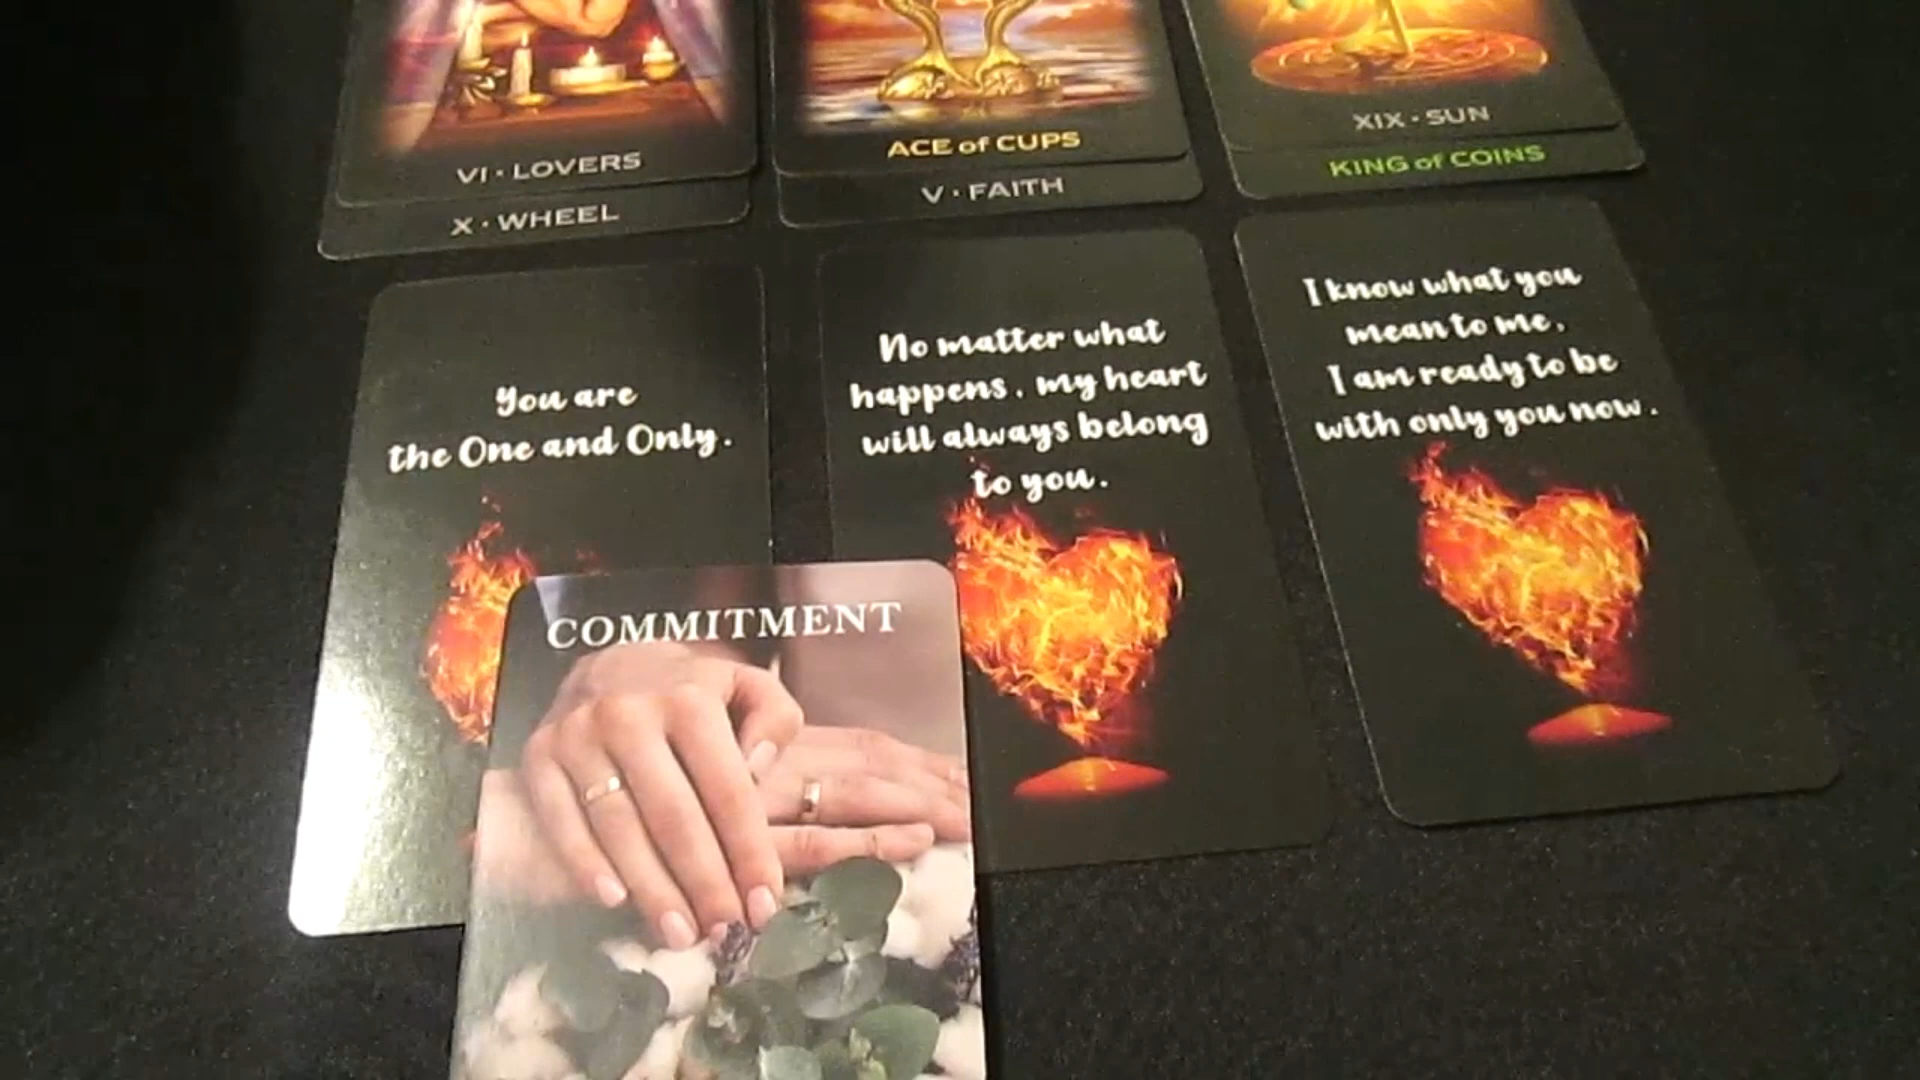 VI · LOVERS
X · WHEEL
ACE of CUPS
V · FAITH
XIX · SUN
KING of COINS
You are
the One and Only.
No matter what
happens, my heart
will always belong
to you.
I know what you
mean to me,
I am ready to be
with only you now.
COMMITMENT